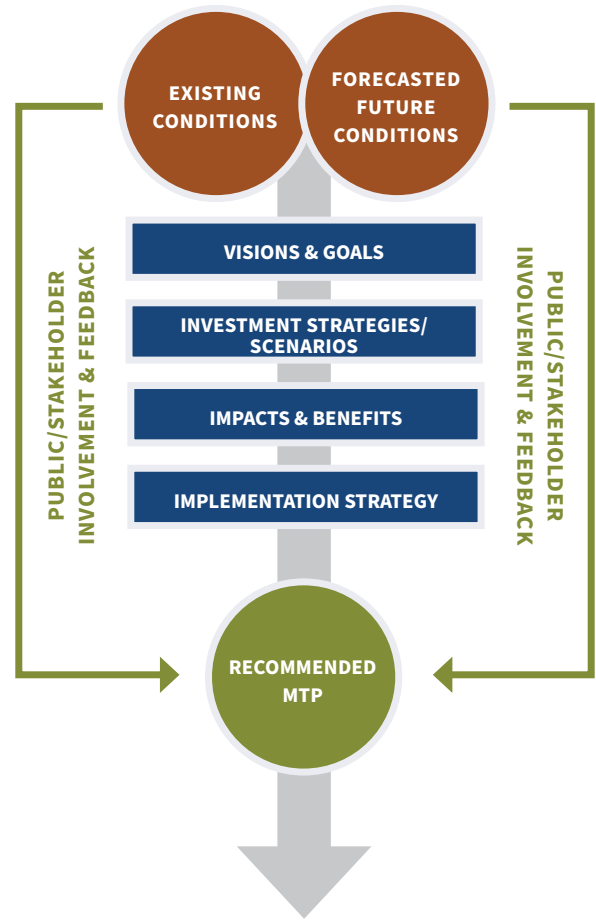 EXISTING
CONDITIONS
FORECASTED
FUTURE
CONDITIONS
VISIONS & GOALS
INVESTMENT STRATEGIES/
SCENARIOS
IMPACTS & BENEFITS
IMPLEMENTATION STRATEGY
PUBLIC/STAKEHOLDER
INVOLVEMENT & FEEDBACK
PUBLIC/STAKEHOLDER
INVOLVEMENT & FEEDBACK
RECOMMENDED
MTP